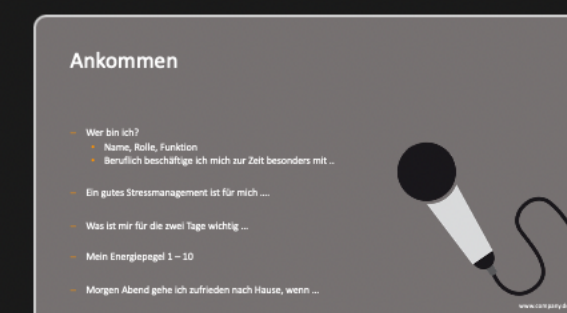 Ankommen
– Wer bin ich?
• Name, Rolle, Funktion
• Beruflich beschäftige ich mich zur Zeit besonders mit ..
– Ein gutes Stressmanagement ist für mich ....
– Was ist mir für die zwei Tage wichtig ...
– Mein Energiepegel 1 – 10
– Morgen Abend gehe ich zufrieden nach Hause, wenn ...
www.company.d